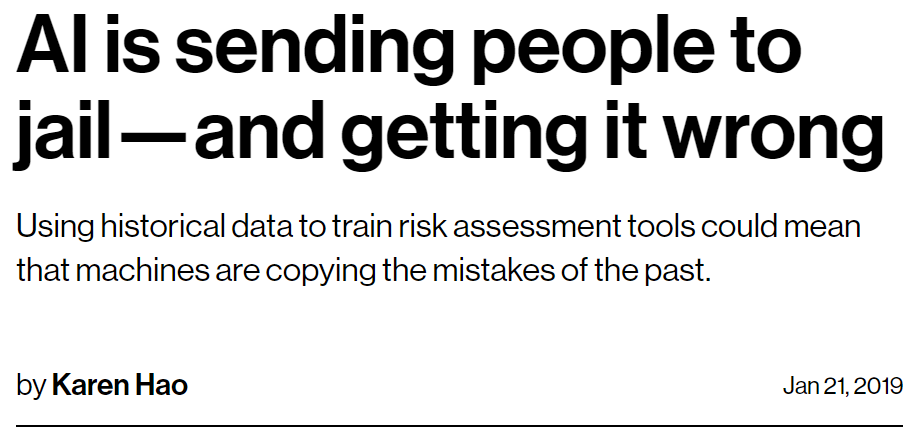 AI is sending people to
jail—and getting it wrong
Using historical data to train risk assessment tools could mean
that machines are copying the mistakes of the past.
by Karen Hao
Jan 21, 2019